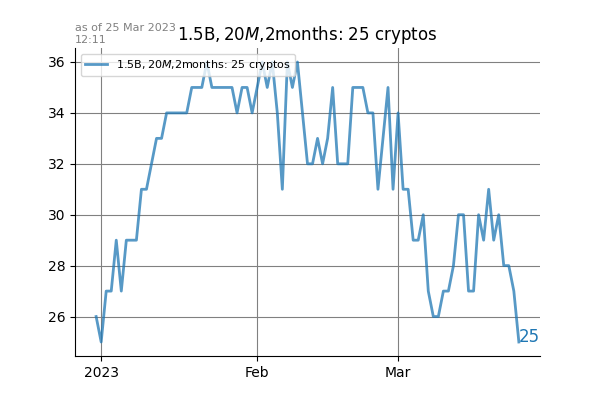 as of 25 Mar 2023
12:11
1.5B, 20M,2months: 25 cryptos
1.5B, 20M,2months: 25 cryptos
36
34
32
30
28
26
25
2023
Feb
Mar